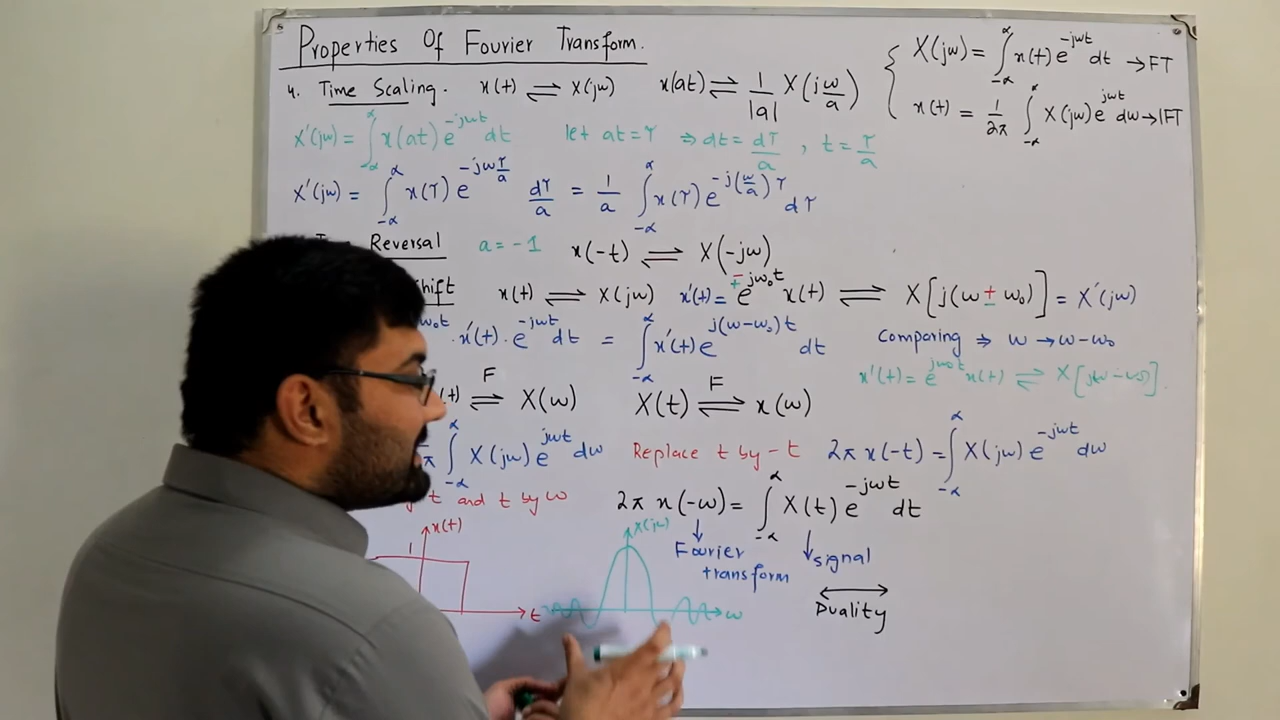 Properties Of Fourier Transform.
X(jω) = ∫_{-α}^{α} x(t) e^{-jωt} dt → FT
x(t) = 1/2π ∫_{-α}^{α} X(jω) e^{jωt} dω → IFT
4. Time Scaling. x(t) ⇌ X(jω) x(at) ⇌ 1/|a| X(jω/a)
X'(jω) = ∫_{-α}^{α} x(at) e^{-jωt} dt let at = τ ⇒ dt = dτ/a , t = τ/a
X'(jω) = ∫_{-α}^{α} x(τ) e^{-jωτ/a} dτ/a = 1/a ∫_{-α}^{α} x(τ) e^{-j(ω/a)τ} dτ
Reversal a = -1 x(-t) ⇌ X(-jω)
shift x(t) ⇌ X(jω) x'(t) = e^{∓jω₀t} x(t) ⇌ X[j(ω ± ω₀)] = X'(jω)
ω₀t . x'(t) . e^{-jωt} dt = ∫_{-α}^{α} x'(t) e^{j(ω-ω₀)t} dt Comparing ⇒ ω → ω-ω₀
x'(t) = e^{jω₀t} x(t) ⇌ X[j(ω-ω₀)].
(t) F⇌ X(ω) X(t) F⇌ x(ω)
π ∫_{-α}^{α} X(jω) e^{jωt} dω Replace t by -t 2π x(-t) = ∫_{-α}^{α} X(jω) e^{-jωt} dω
t and t by ω 2π x(-ω) = ∫_{-α}^{α} X(t) e^{-jωt} dt
x(t) X(jω) ↓ Fourier transform ↓ signal
1 t ω ↔ Duality